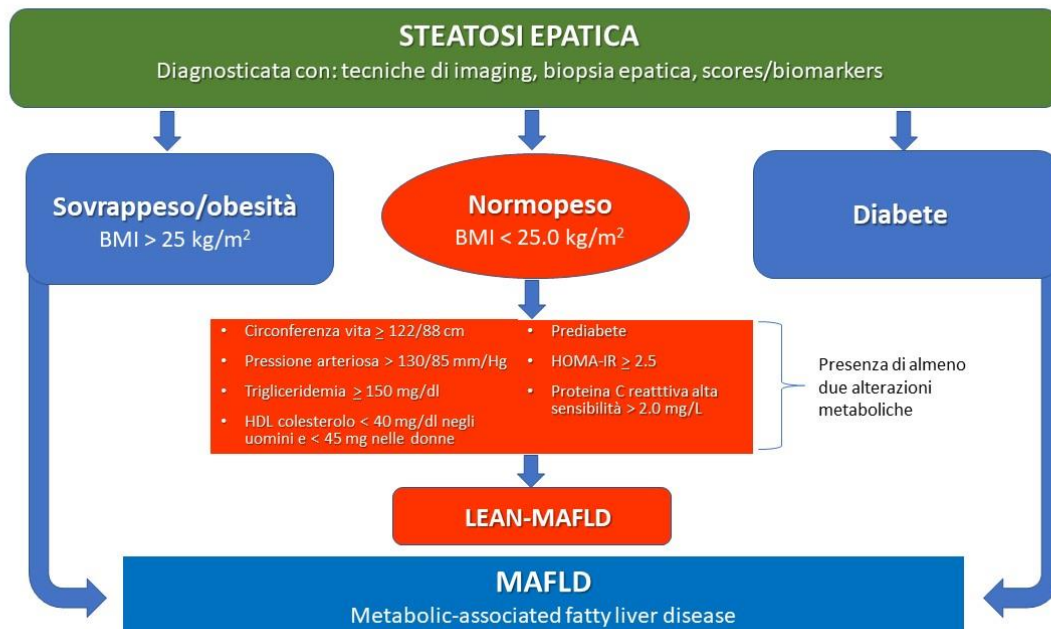 STEATOSI EPATICA
Diagnosticata con: tecniche di imaging, biopsia epatica, scores/biomarkers
Sovrappeso/obesità
BMI > 25 kg/m²
Normopeso
BMI < 25.0 kg/m²
Diabete
• Circonferenza vita ≥ 122/88 cm
• Pressione arteriosa > 130/85 mm/Hg
• Trigliceridemia ≥ 150 mg/dl
• HDL colesterolo < 40 mg/dl negli
uomini e < 45 mg nelle donne
• Prediabete
• HOMA-IR ≥ 2.5
• Proteina C reatttiva alta
sensibilità > 2.0 mg/L
Presenza di almeno
due alterazioni
metaboliche
LEAN-MAFLD
MAFLD
Metabolic-associated fatty liver disease